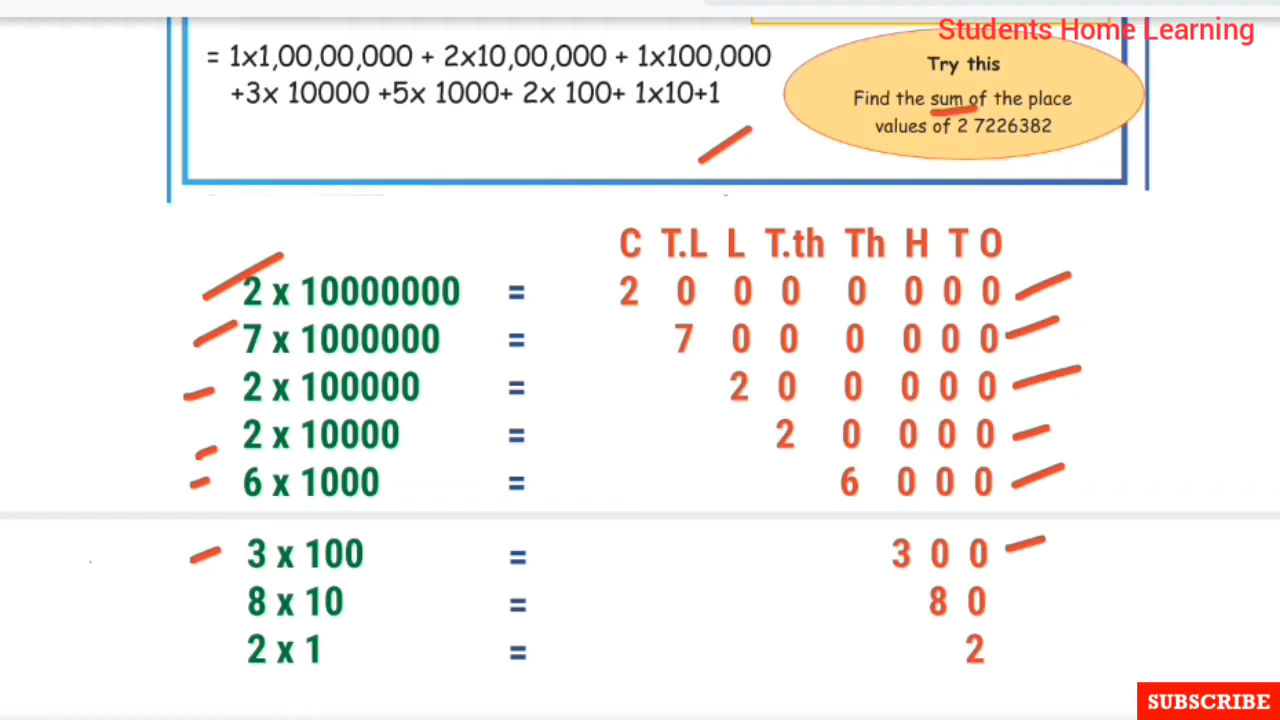 Students Home Learning
= 1x1,00,00,000 + 2x10,00,000 + 1x100,000
+3x 10000 +5x 1000+ 2x 100+ 1x10+1
Try this
Find the sum of the place
values of 2 7226382
C T.L L T.th Th H T O
2 x 10000000 = 2 0 0 0 0 0 0 0
7 x 1000000 = 7 0 0 0 0 0 0
2 x 100000 = 2 0 0 0 0 0
2 x 10000 = 2 0 0 0 0
6 x 1000 = 6 0 0 0
3 x 100 = 3 0 0
8 x 10 = 8 0
2 x 1 = 2
SUBSCRIBE